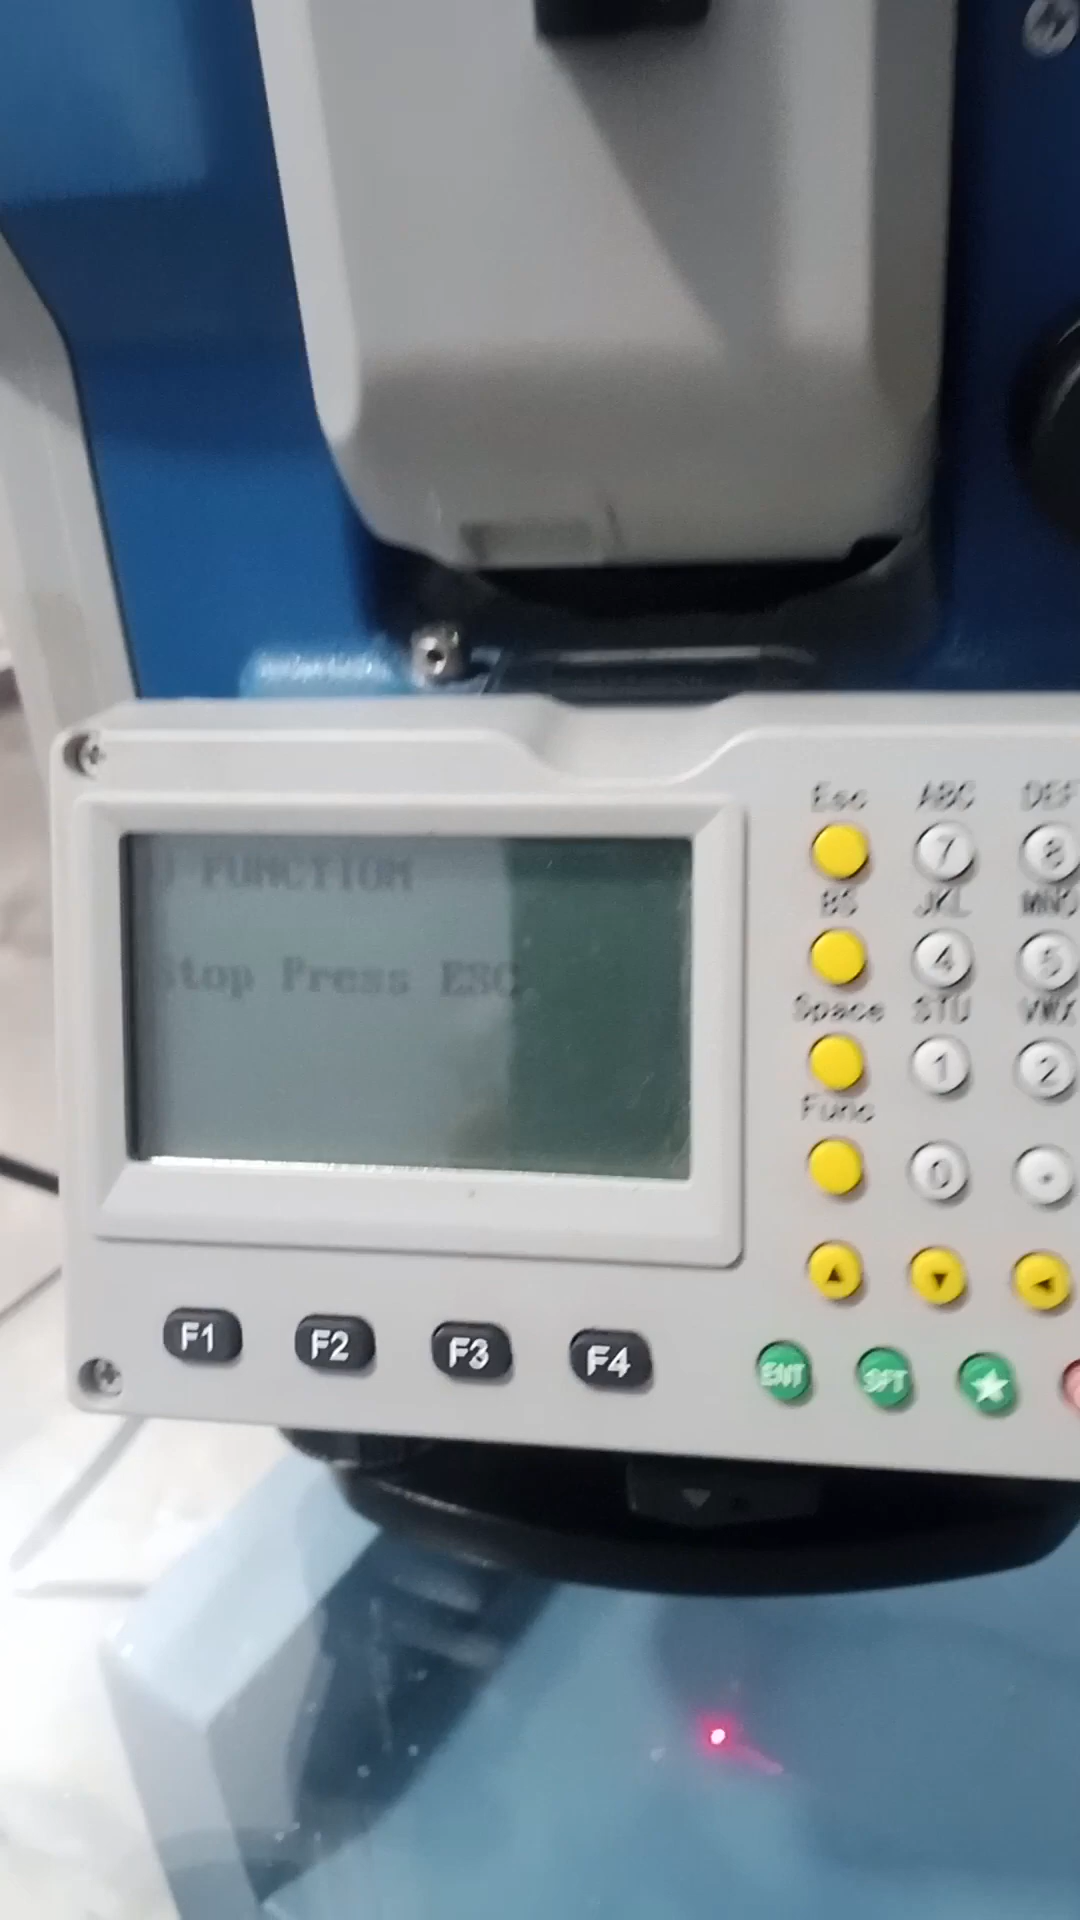 ) FUNCTION
Stop Press ESC
Esc ABC DEF
7 8
BS JKL MNO
4 5
Space STU VWX
1 2
Func
0 .
F1 F2 F3 F4
ENT SFT